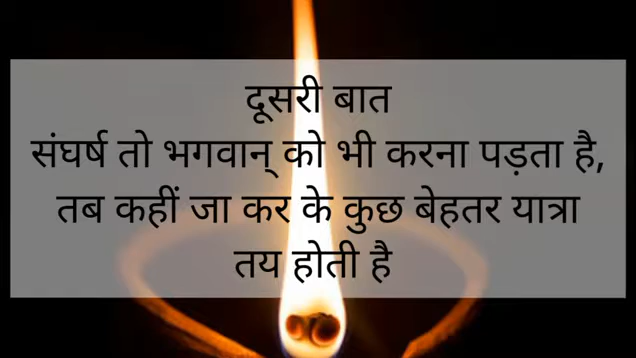 दूसरी बात
संघर्ष तो भगवान् को भी करना पड़ता है,
तब कहीं जा कर के कुछ बेहतर यात्रा
तय होती है